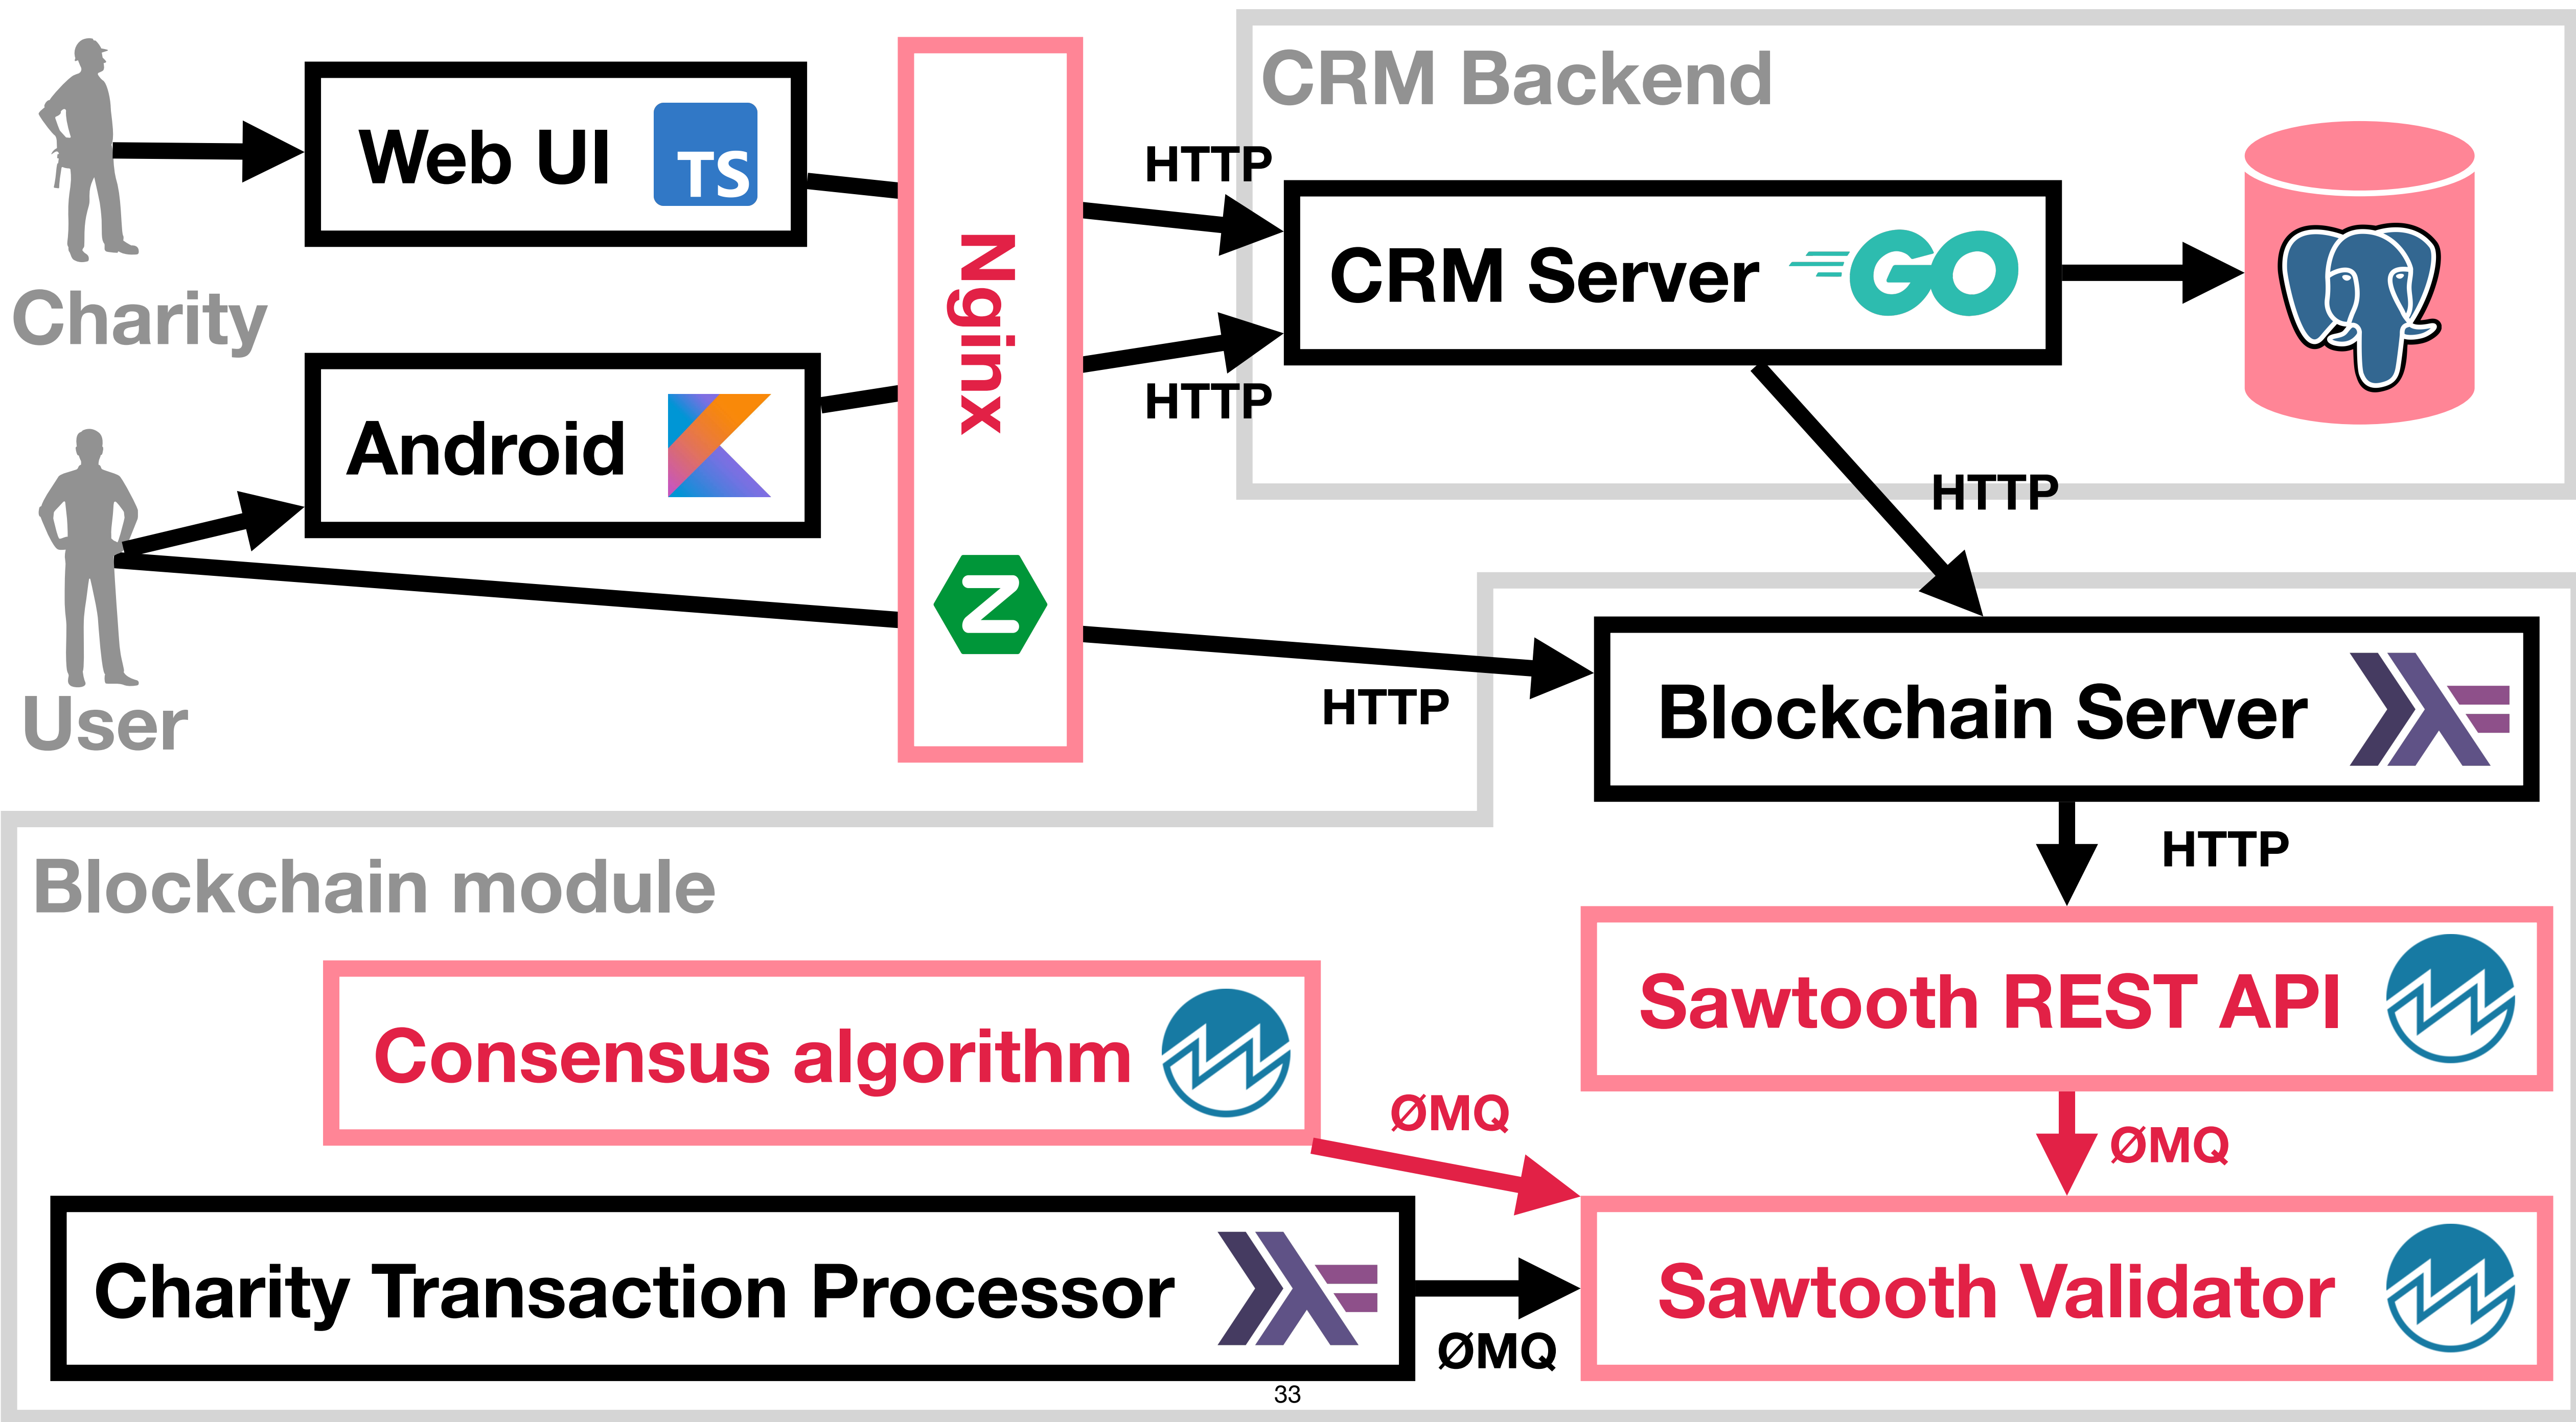 CRM Backend
Web UI
TS
Nginx
HTTP
CRM Server
GO
Charity
HTTP
Android
HTTP
User
HTTP
Blockchain Server
HTTP
Blockchain module
Sawtooth REST API
Consensus algorithm
ØMQ
ØMQ
Charity Transaction Processor
Sawtooth Validator
ØMQ
33